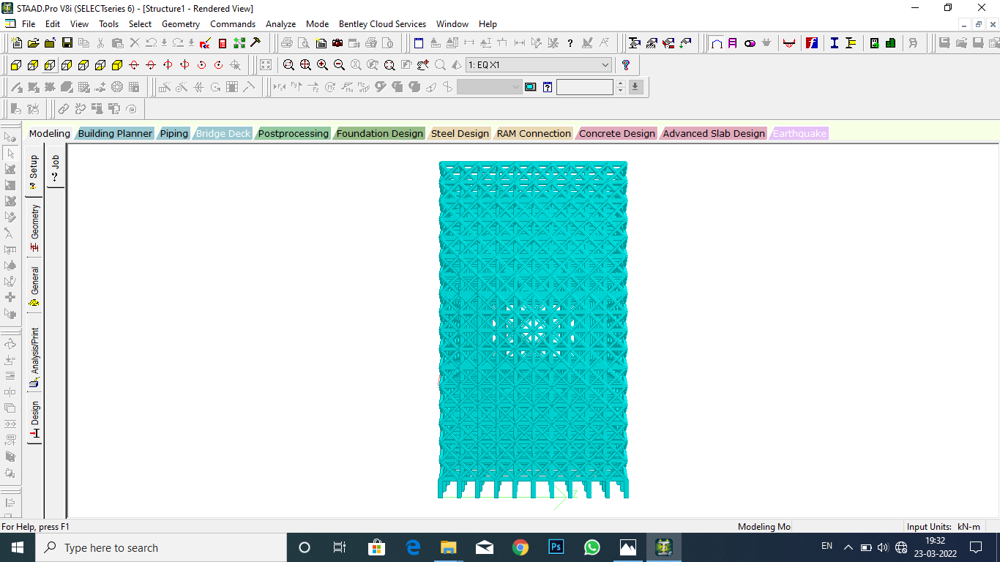 STAAD.Pro V8i (SELECTseries 6) - [Structure1 - Rendered View]
File Edit View Tools Select Geometry Commands Analyze Mode Bentley Cloud Services Window Help
1: EQ X1
Modeling Building Planner Piping Bridge Deck Postprocessing Foundation Design Steel Design RAM Connection Concrete Design Advanced Slab Design Earthquake
Setup
Job
Geometry
General
Analysis/Print
Design
Z
For Help, press F1
Modeling Mo
Input Units: kN-m
Type here to search
EN
19:32
23-03-2022